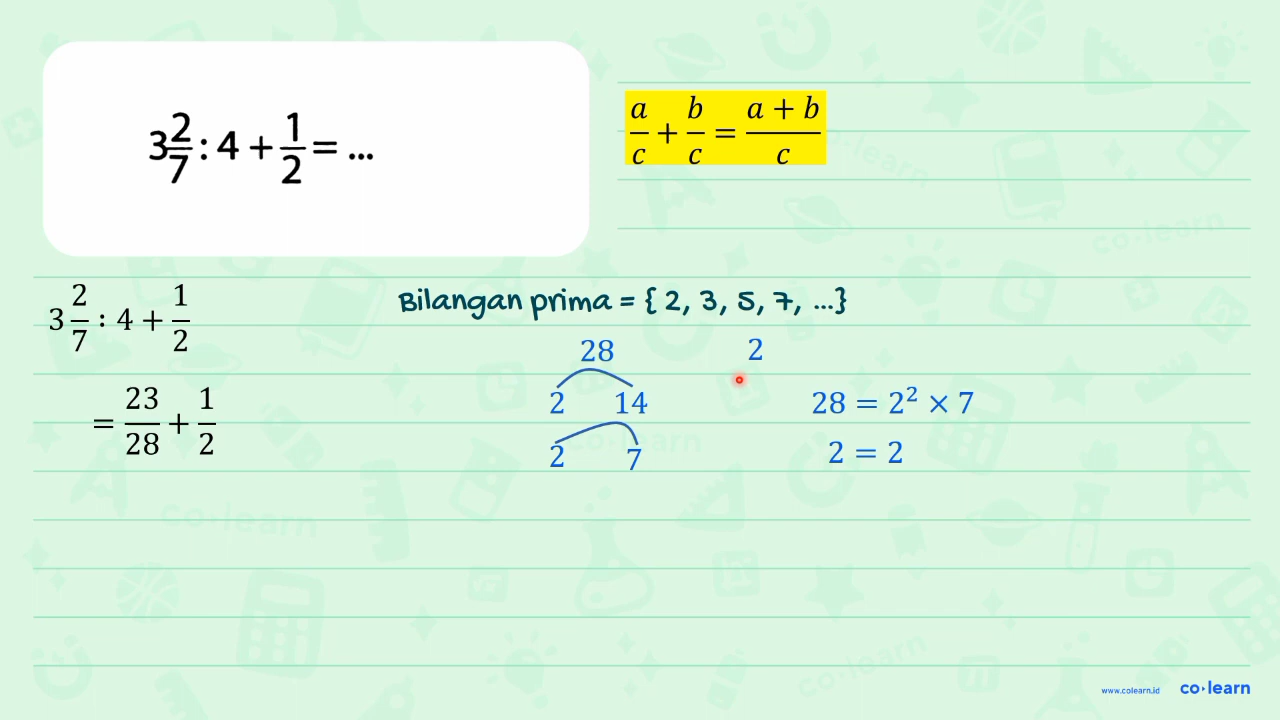 3 2/7 : 4 + 1/2 = ...
a/c + b/c = (a + b)/c
3 2/7 : 4 + 1/2
= 23/28 + 1/2
Bilangan prima = { 2, 3, 5, 7, ...}
28 2
2 14
2 7
28 = 2² × 7
2 = 2
www.colearn.id co·learn